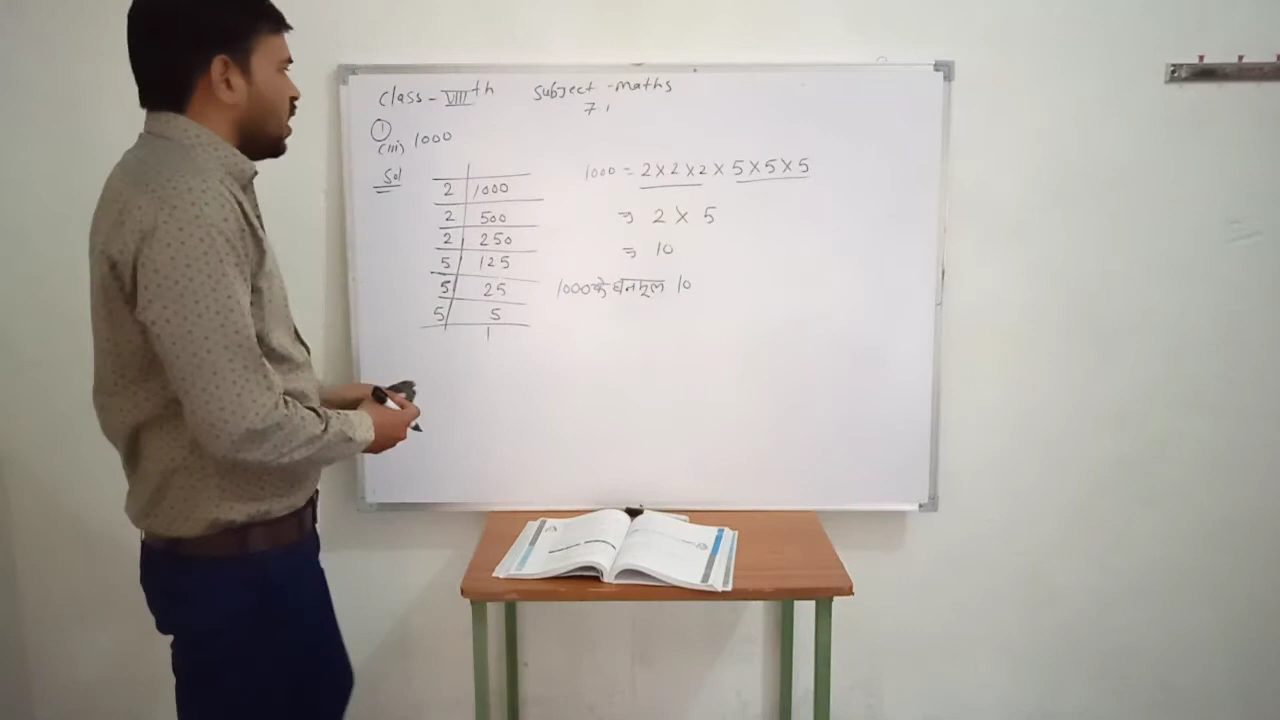 class - VIIIth subject - maths
7.1
①
(iii) 1000
Sol
2 | 1000
2 | 500
2 | 250
5 | 125
5 | 25
5 | 5
1
1000 = 2×2×2×5×5×5
⇒ 2×5
⇒ 10
1000के घनमूल 10